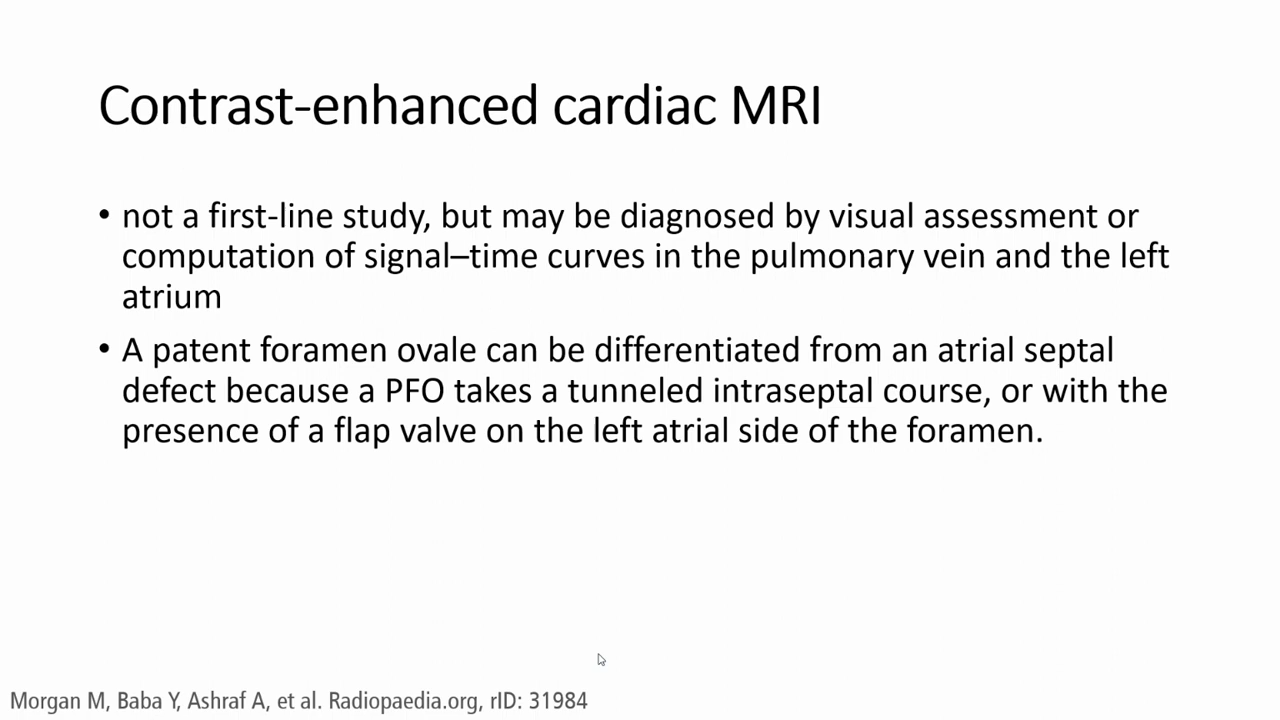 Contrast-enhanced cardiac MRI
• not a first-line study, but may be diagnosed by visual assessment or
computation of signal–time curves in the pulmonary vein and the left
atrium
• A patent foramen ovale can be differentiated from an atrial septal
defect because a PFO takes a tunneled intraseptal course, or with the
presence of a flap valve on the left atrial side of the foramen.
Morgan M, Baba Y, Ashraf A, et al. Radiopaedia.org, rID: 31984